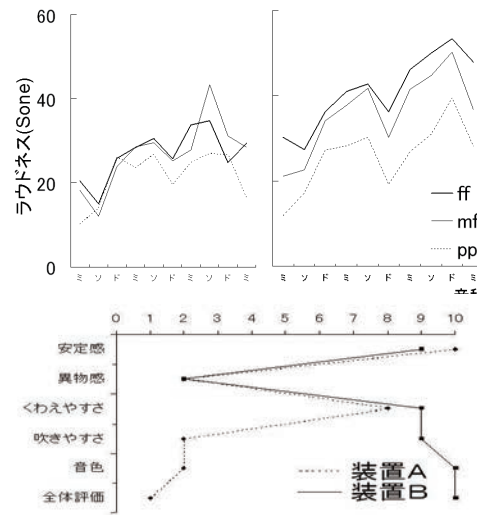 60
40
20
0
ラウドネス(Sone)
ミ ソ ド ミ ソ ド ミ ソ ド ミ
ミ ソ ド ミ ソ ド ミ ソ ド ミ
ff
mf
pp
0 1 2 3 4 5 6 7 8 9 10
安定感
異物感
くわえやすさ
吹きやすさ
音色
全体評価
装置A
装置B